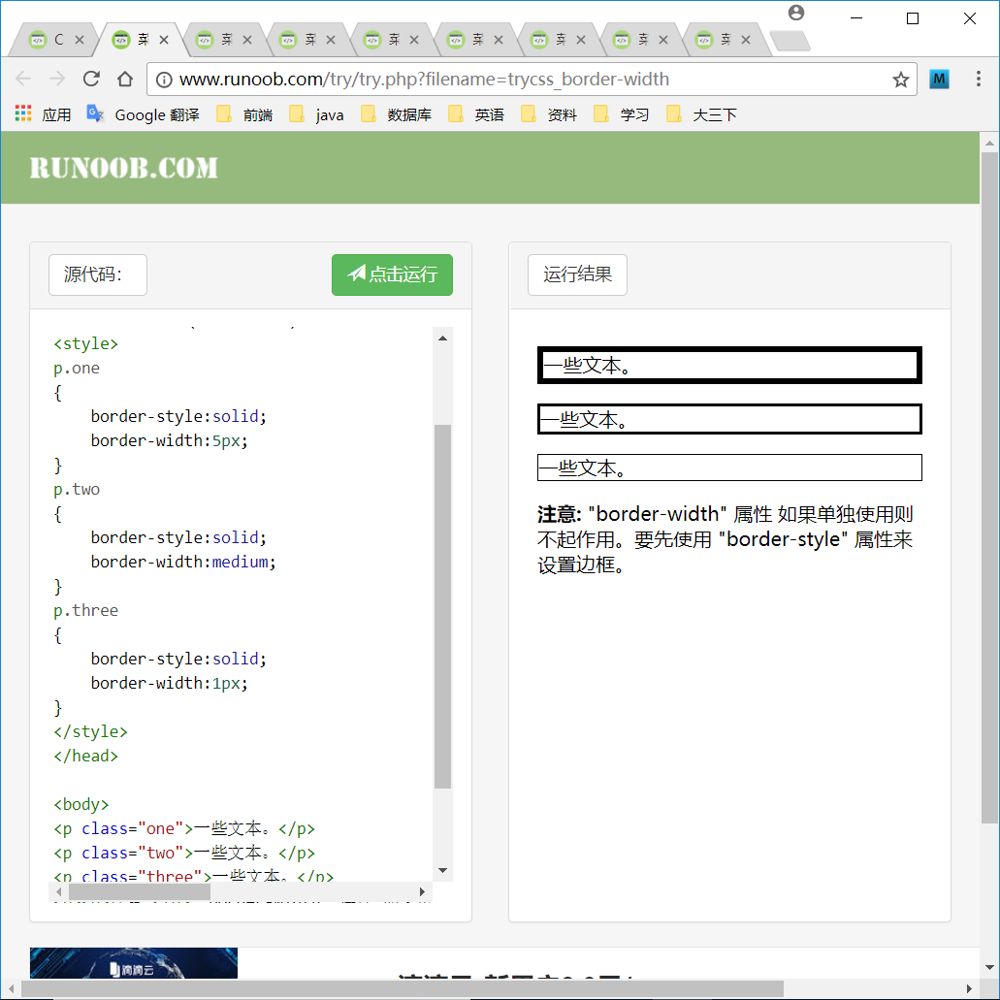 C
菜
菜
菜
菜
菜
菜
菜
菜
www.runoob.com/try/try.php?filename=trycss_border-width
M
应用 Google 翻译 前端 java 数据库 英语 资料 学习 大三下
RUNOOB.COM
源代码: 点击运行
<style>
p.one
{
    border-style:solid;
    border-width:5px;
}
p.two
{
    border-style:solid;
    border-width:medium;
}
p.three
{
    border-style:solid;
    border-width:1px;
}
</style>
</head>
<body>
<p class="one">一些文本。</p>
<p class="two">一些文本。</p>
<p class="three">一些文本。</p>
运行结果
一些文本。
一些文本。
一些文本。
注意: "border-width" 属性 如果单独使用则
不起作用。要先使用 "border-style" 属性来
设置边框。
滴滴云